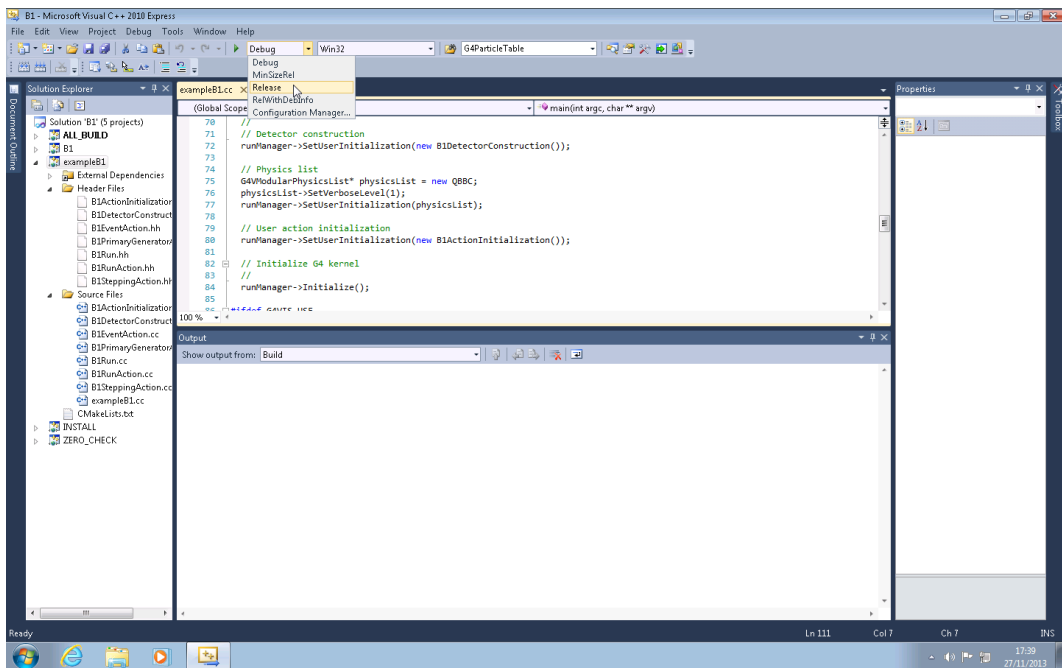 B1 - Microsoft Visual C++ 2010 Express
File Edit View Project Debug Tools Window Help
Debug Win32 G4ParticleTable
Debug
MinSizeRel
Release
RelWithDebInfo
Configuration Manager...
Solution Explorer
Document Outline
Solution 'B1' (5 projects)
ALL_BUILD
B1
exampleB1
External Dependencies
Header Files
B1ActionInitialization
B1DetectorConstruct
B1EventAction.hh
B1PrimaryGenerator
B1Run.hh
B1RunAction.hh
B1SteppingAction.hh
Source Files
B1ActionInitialization
B1DetectorConstruct
B1EventAction.cc
B1PrimaryGenerator
B1Run.cc
B1RunAction.cc
B1SteppingAction.cc
exampleB1.cc
CMakeLists.txt
INSTALL
ZERO_CHECK
exampleB1.cc
(Global Scope main(int argc, char ** argv)
70 //
71 // Detector construction
72 runManager->SetUserInitialization(new B1DetectorConstruction());
73
74 // Physics list
75 G4VModularPhysicsList* physicsList = new QBBC;
76 physicsList->SetVerboseLevel(1);
77 runManager->SetUserInitialization(physicsList);
78
79 // User action initialization
80 runManager->SetUserInitialization(new B1ActionInitialization());
81
82 // Initialize G4 kernel
83 //
84 runManager->Initialize();
85
86 #ifdef G4VIS_USE
100 %
Output
Show output from: Build
Properties
Toolbox
Ready Ln 111 Col 7 Ch 7 INS
17:39
27/11/2013